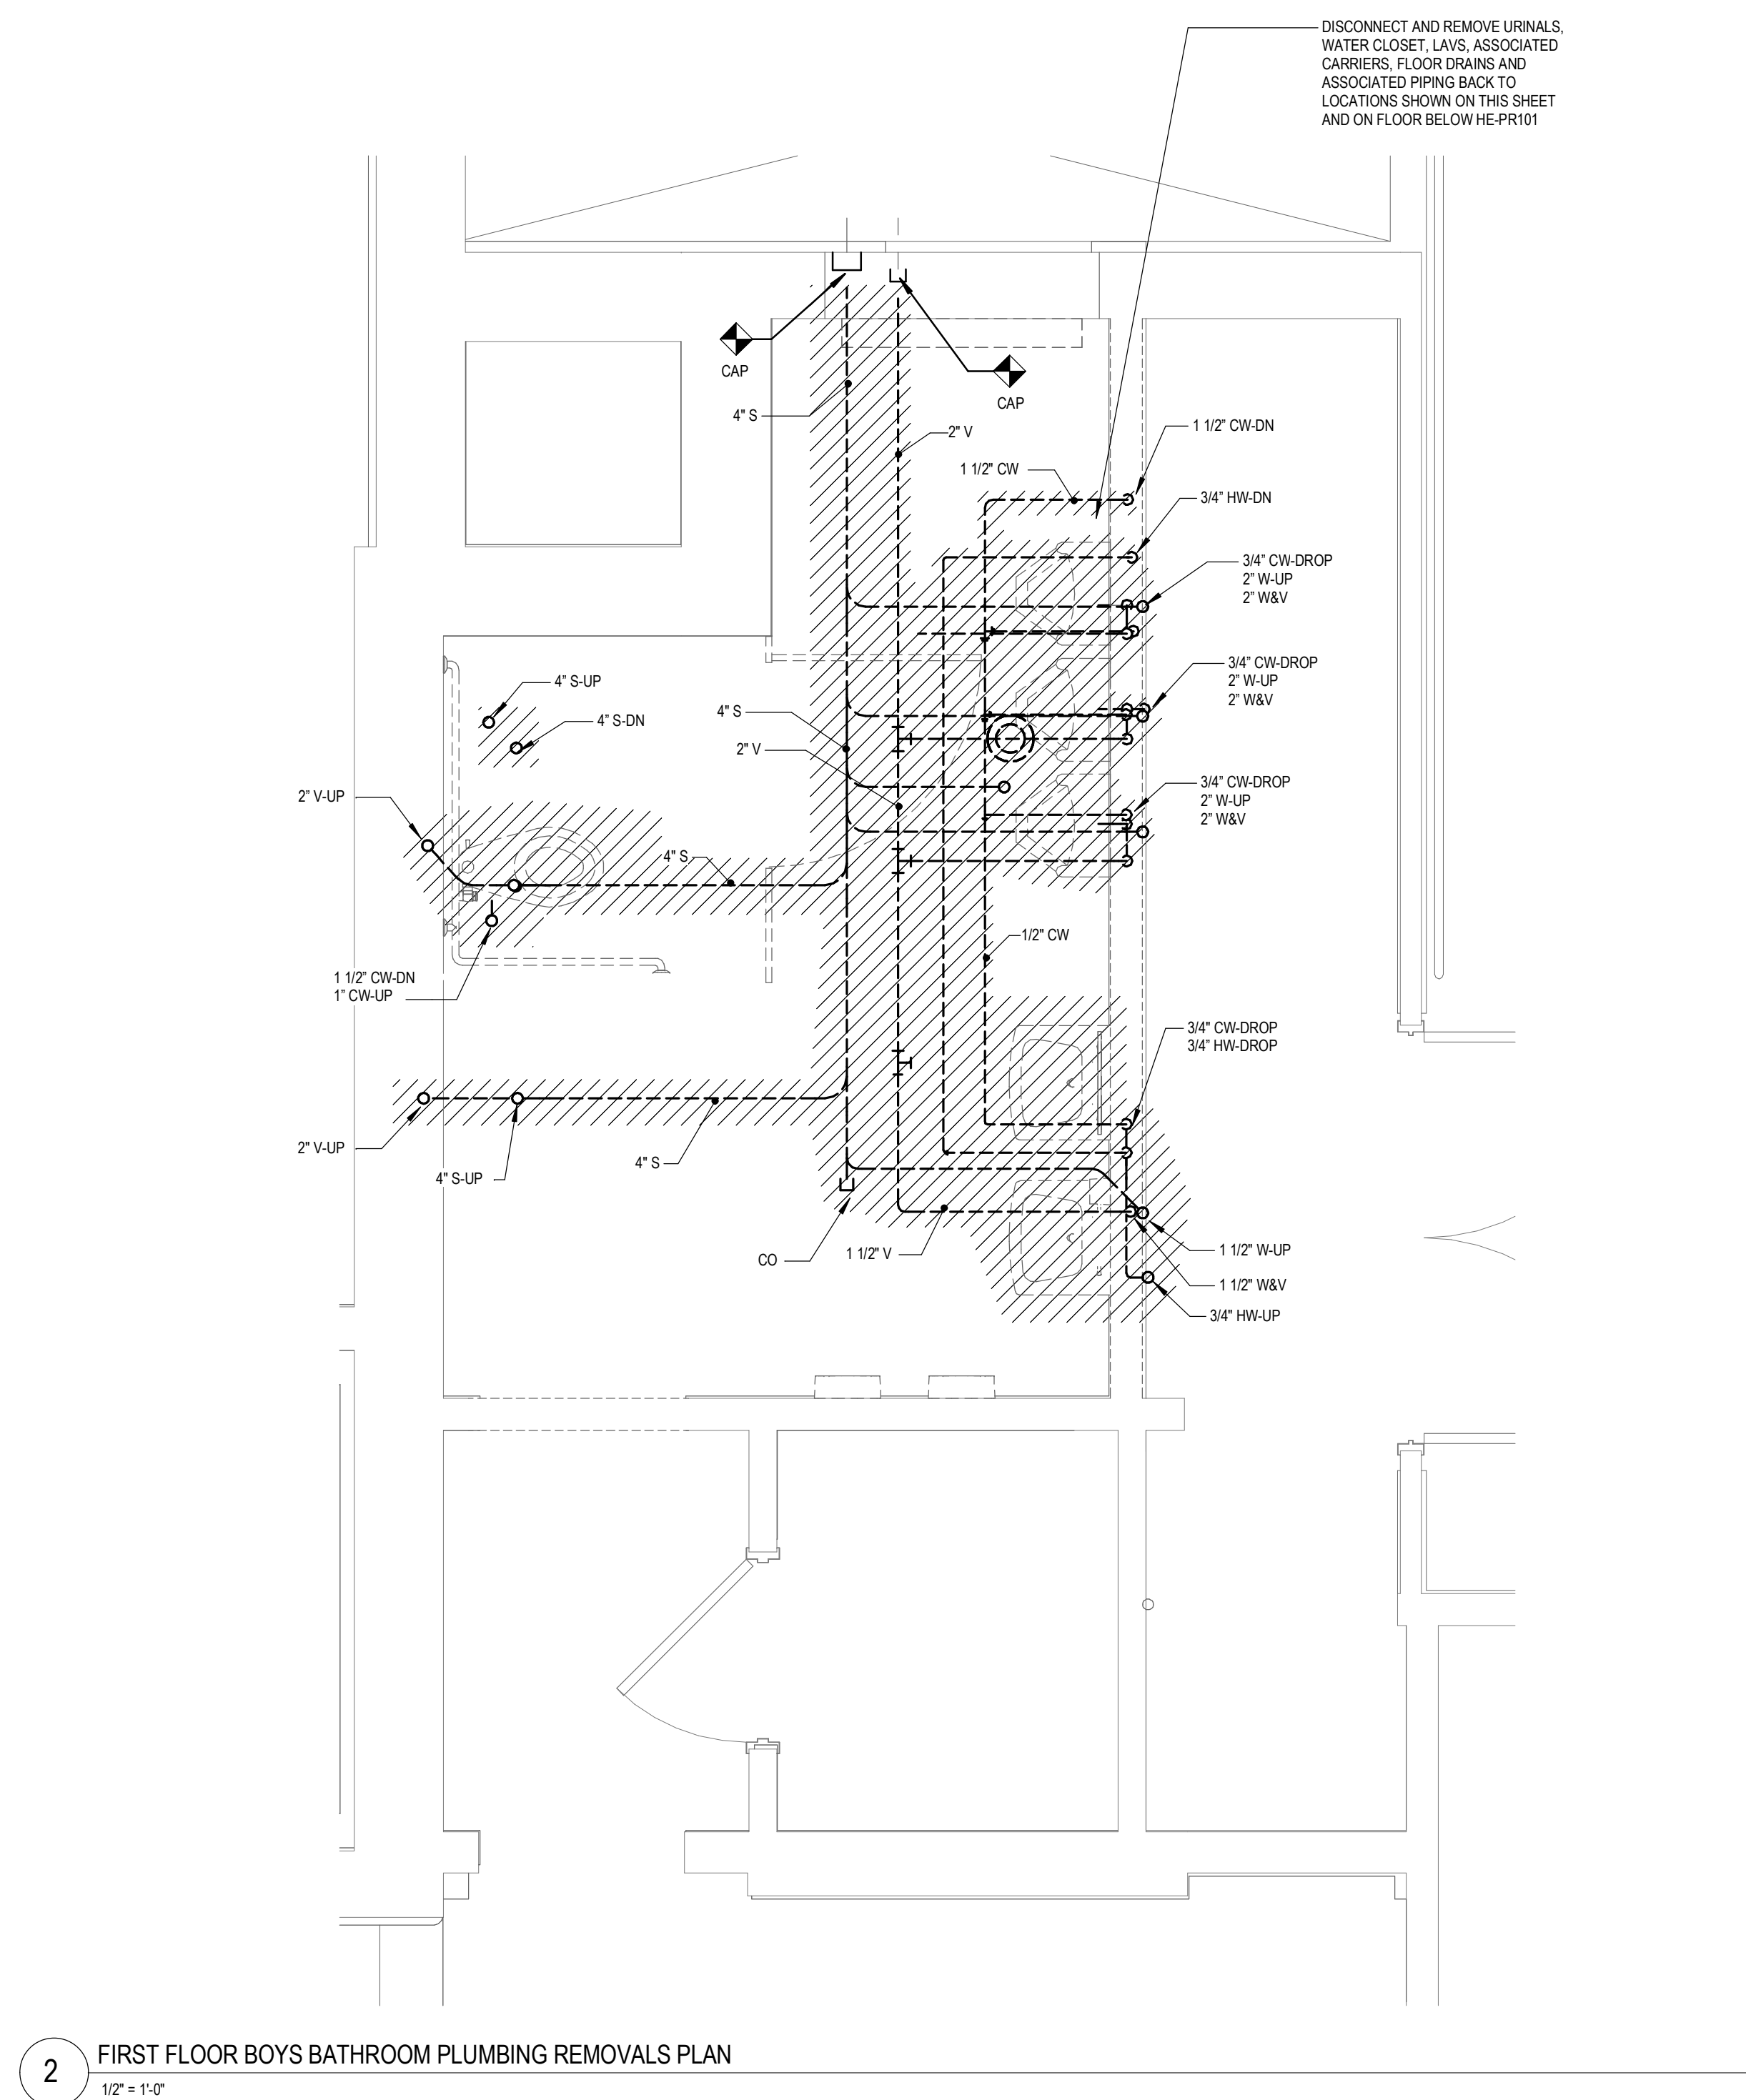 DISCONNECT AND REMOVE URINALS,
WATER CLOSET, LAVS, ASSOCIATED
CARRIERS, FLOOR DRAINS AND
ASSOCIATED PIPING BACK TO
LOCATIONS SHOWN ON THIS SHEET
AND ON FLOOR BELOW HE-PR101
CAP
CAP
4" S
2" V
1 1/2" CW
1 1/2" CW-DN
3/4" HW-DN
3/4" CW-DROP
2" W-UP
2" W&V
3/4" CW-DROP
2" W-UP
2" W&V
4" S-UP
4" S-DN
4" S
2" V
3/4" CW-DROP
2" W-UP
2" W&V
2" V-UP
4" S
1/2" CW
1 1/2" CW-DN
1" CW-UP
3/4" CW-DROP
3/4" HW-DROP
2" V-UP
4" S-UP
4" S
CO
1 1/2" V
1 1/2" W-UP
1 1/2" W&V
3/4" HW-UP
2
FIRST FLOOR BOYS BATHROOM PLUMBING REMOVALS PLAN
1/2" = 1'-0"